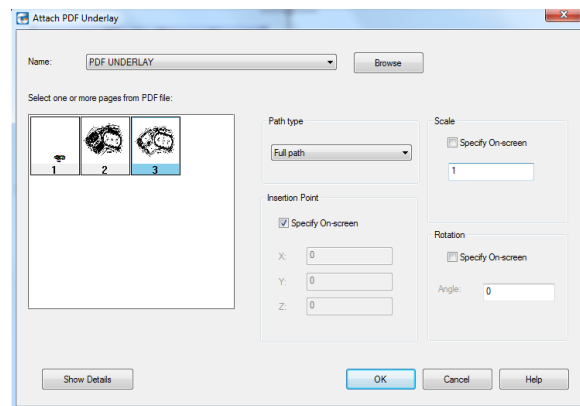 Attach PDF Underlay
Name: PDF UNDERLAY Browse
Select one or more pages from PDF file:
1 2 3
Path type
Full path
Scale
Specify On-screen
1
Insertion Point
Specify On-screen
X: 0
Y: 0
Z: 0
Rotation
Specify On-screen
Angle: 0
Show Details OK Cancel Help